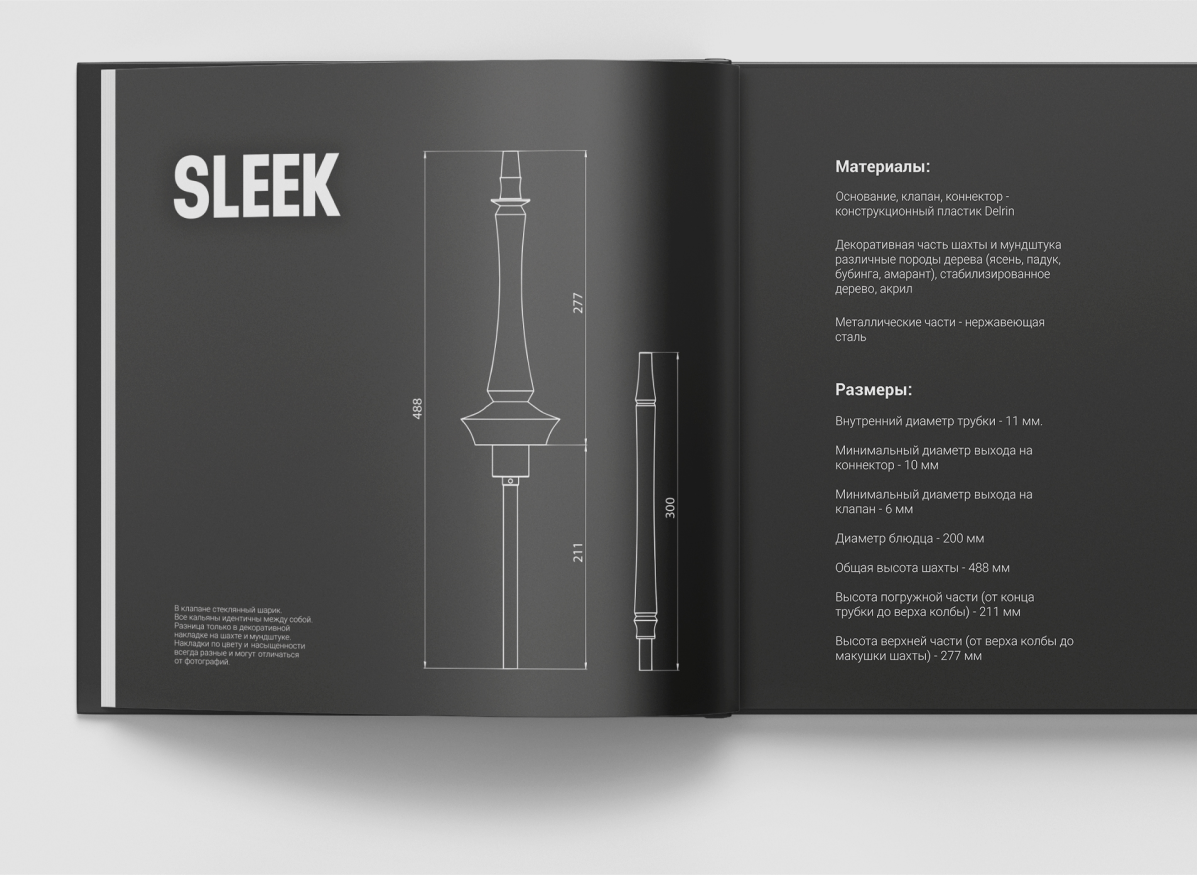 SLEEK
488
277
211
300
В клапане стеклянный шарик.
Все кальяны идентичны между собой.
Разница только в декоративной
накладке на шахте и мундштуке.
Накладки по цвету и насыщенности
всегда разные и могут отличаться
от фотографий.
Материалы:
Основание, клапан, коннектор -
конструкционный пластик Delrin
Декоративная часть шахты и мундштука
различные породы дерева (ясень, падук,
бубинга, амарант), стабилизированное
дерево, акрил
Металлические части - нержавеющая
сталь
Размеры:
Внутренний диаметр трубки - 11 мм.
Минимальный диаметр выхода на
коннектор - 10 мм
Минимальный диаметр выхода на
клапан - 6 мм
Диаметр блюдца - 200 мм
Общая высота шахты - 488 мм
Высота погружной части (от конца
трубки до верха колбы) - 211 мм
Высота верхней части (от верха колбы до
макушки шахты) - 277 мм